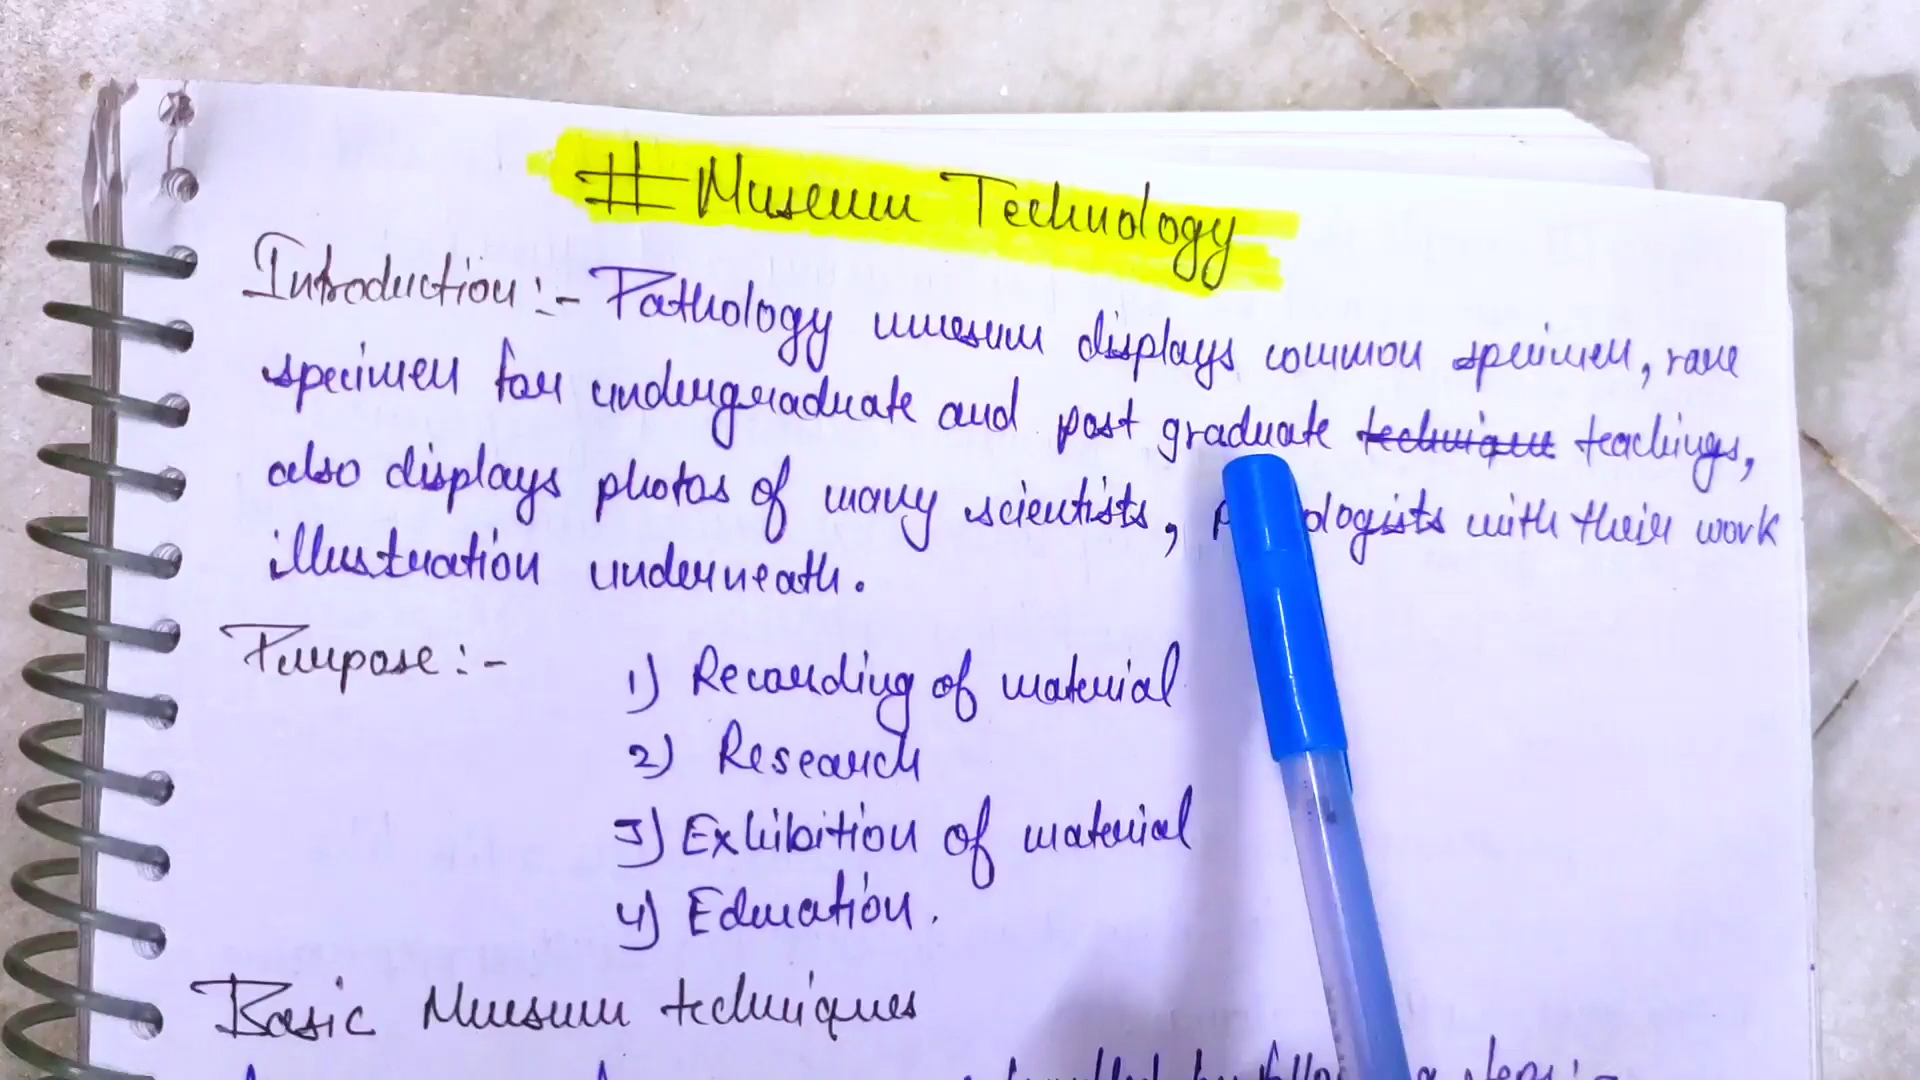 # Museum Technology
Introduction :- Pathology museum displays common specimen, rare
specimen for undergraduate and post graduate technique teachings,
also displays photos of many scientists, with their work
illustration underneath.
Purpose :-
1) Recording of material
2) Research
3) Exhibition of material
4) Education.
Basic Museum techniques
steps :-